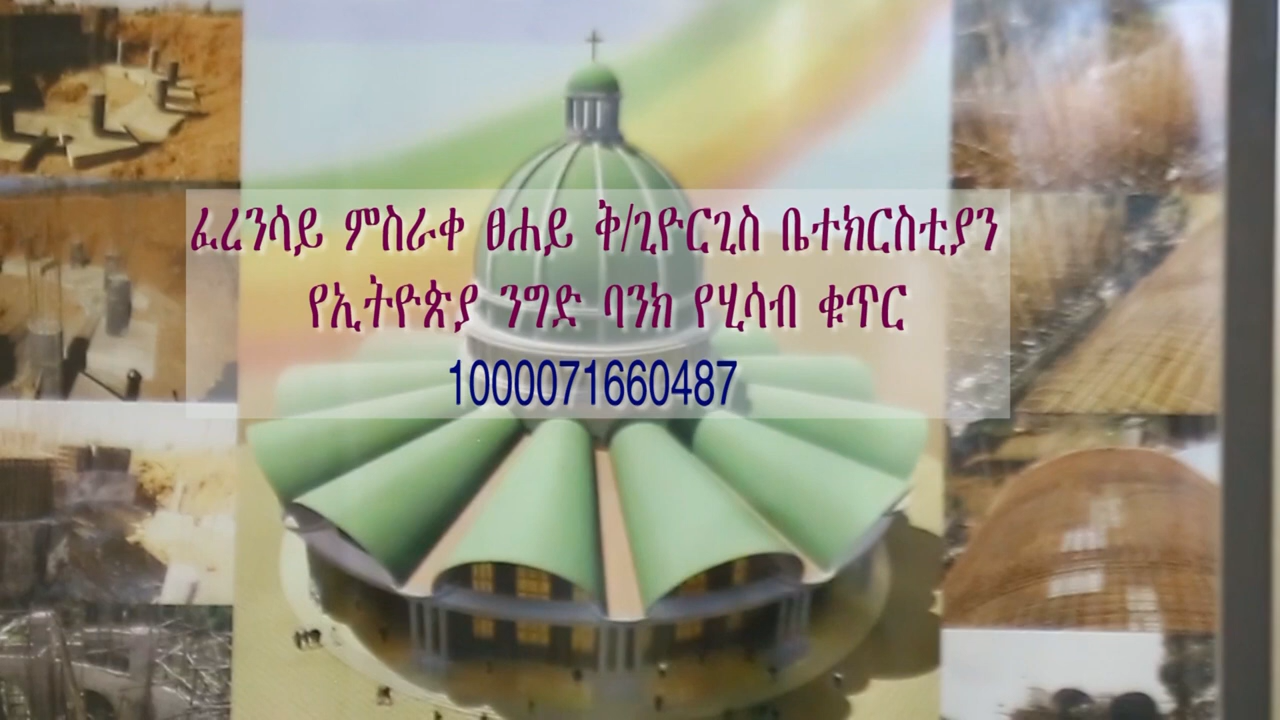 ፈረንሳይ ምስራቀ ፀሐይ ቅ/ጊዮርጊስ ቤተክርስቲያን
የኢትዮጵያ ንግድ ባንክ የሂሳብ ቁጥር
1000071660487